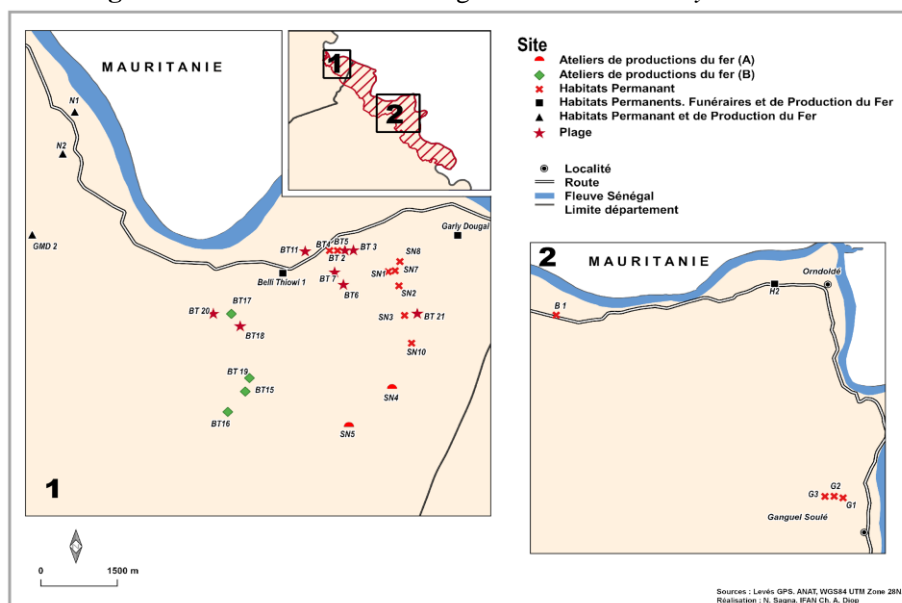 MAURITANIE
N1
N2
GMD 2
1
2
BT11
BT4
BT5
BT 3
BT 2
BT 7
BT6
Garly Dougal
SN8
SN1
SN7
SN2
Belli Thiowi 1
BT 20
BT17
BT18
SN3
BT 21
SN10
BT 19
BT15
BT16
SN4
SN5
1
0 1500 m
Site
Ateliers de productions du fer (A)
Ateliers de productions du fer (B)
Habitats Permanant
Habitats Permanents. Funéraires et de Production du Fer
Habitats Permanant et de Production du Fer
Plage
Localité
Route
Fleuve Sénégal
Limite département
2
MAURITANIE
Orndoldé
B 1
H2
G3
G2
G1
Ganguel Soulé
Sources : Levés GPS, ANAT, WGS84 UTM Zone 28N
Réalisation : N. Sagna, IFAN Ch. A. Diop